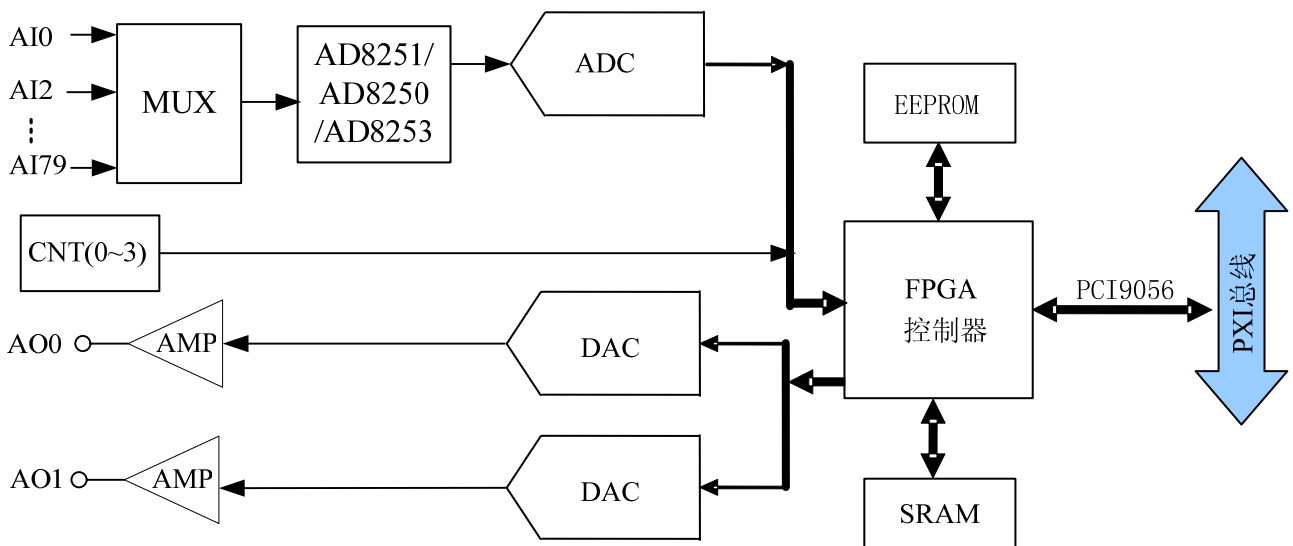 AI0
AI2
AI79
MUX
AD8251/
AD8250
/AD8253
ADC
CNT(0~3)
AO0
AMP
DAC
AO1
AMP
DAC
EEPROM
FPGA
控制器
SRAM
PCI9056
PXI总线